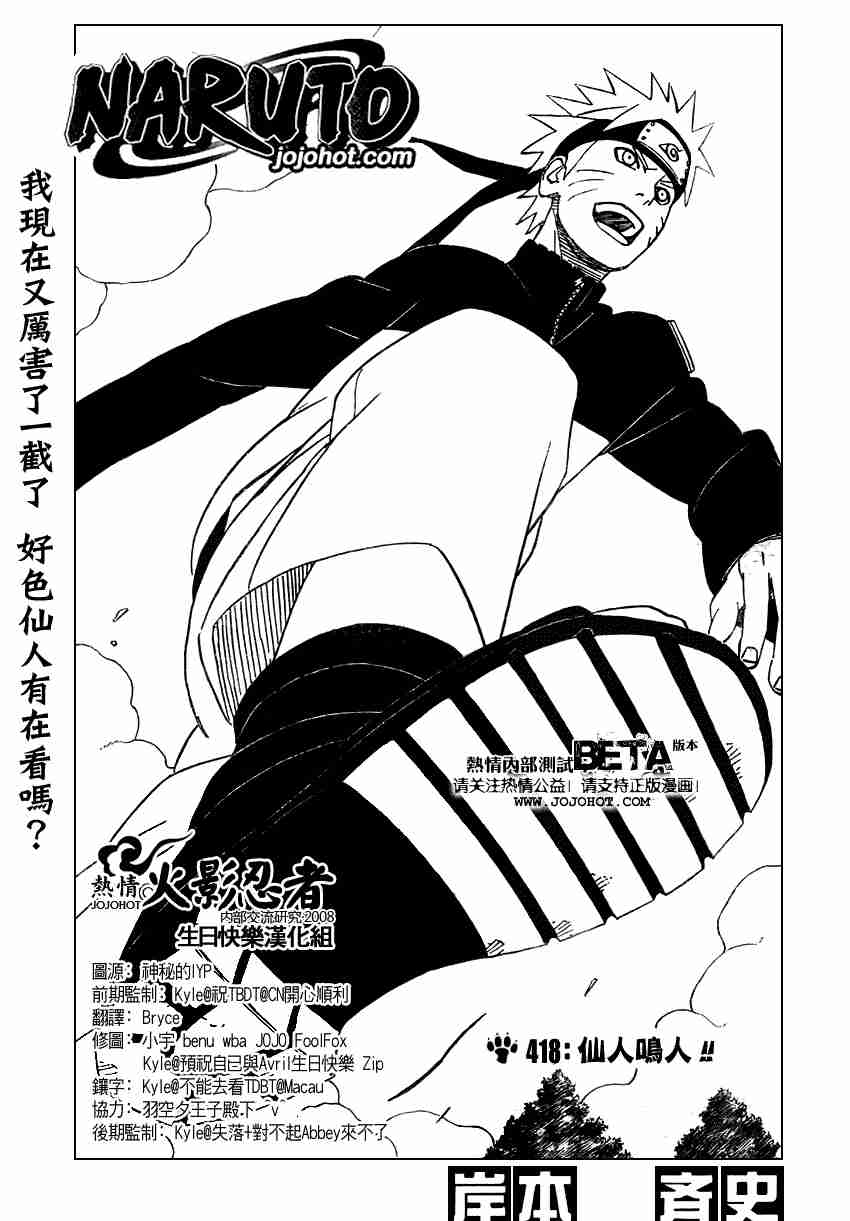 NARUTO
jojohot.com
我現在又厲害了一截了 好色仙人有在看嗎？
熱情內部測試BETA版本
请关注热情公益! 请支持正版漫画!
WWW.JOJOHOT.COM
熱情@火影忍者
JOJOHOT
内部交流研究·2008
生日快樂漢化組
圖源: 神秘的IYP
前期監制: Kyle@祝TBDT@CN開心順利
翻譯: Bryce
修圖: 小宇 benu wba JOJO FoolFox
Kyle@預祝自己與Avril生日快樂 Zip
鑲字: Kyle@不能去看TDBT@Macau
協力: 羽空夕王子殿下ˊvˋ
後期監制: Kyle@失落+對不起Abbey來不了
418: 仙人鳴人!!
岸本 斉史